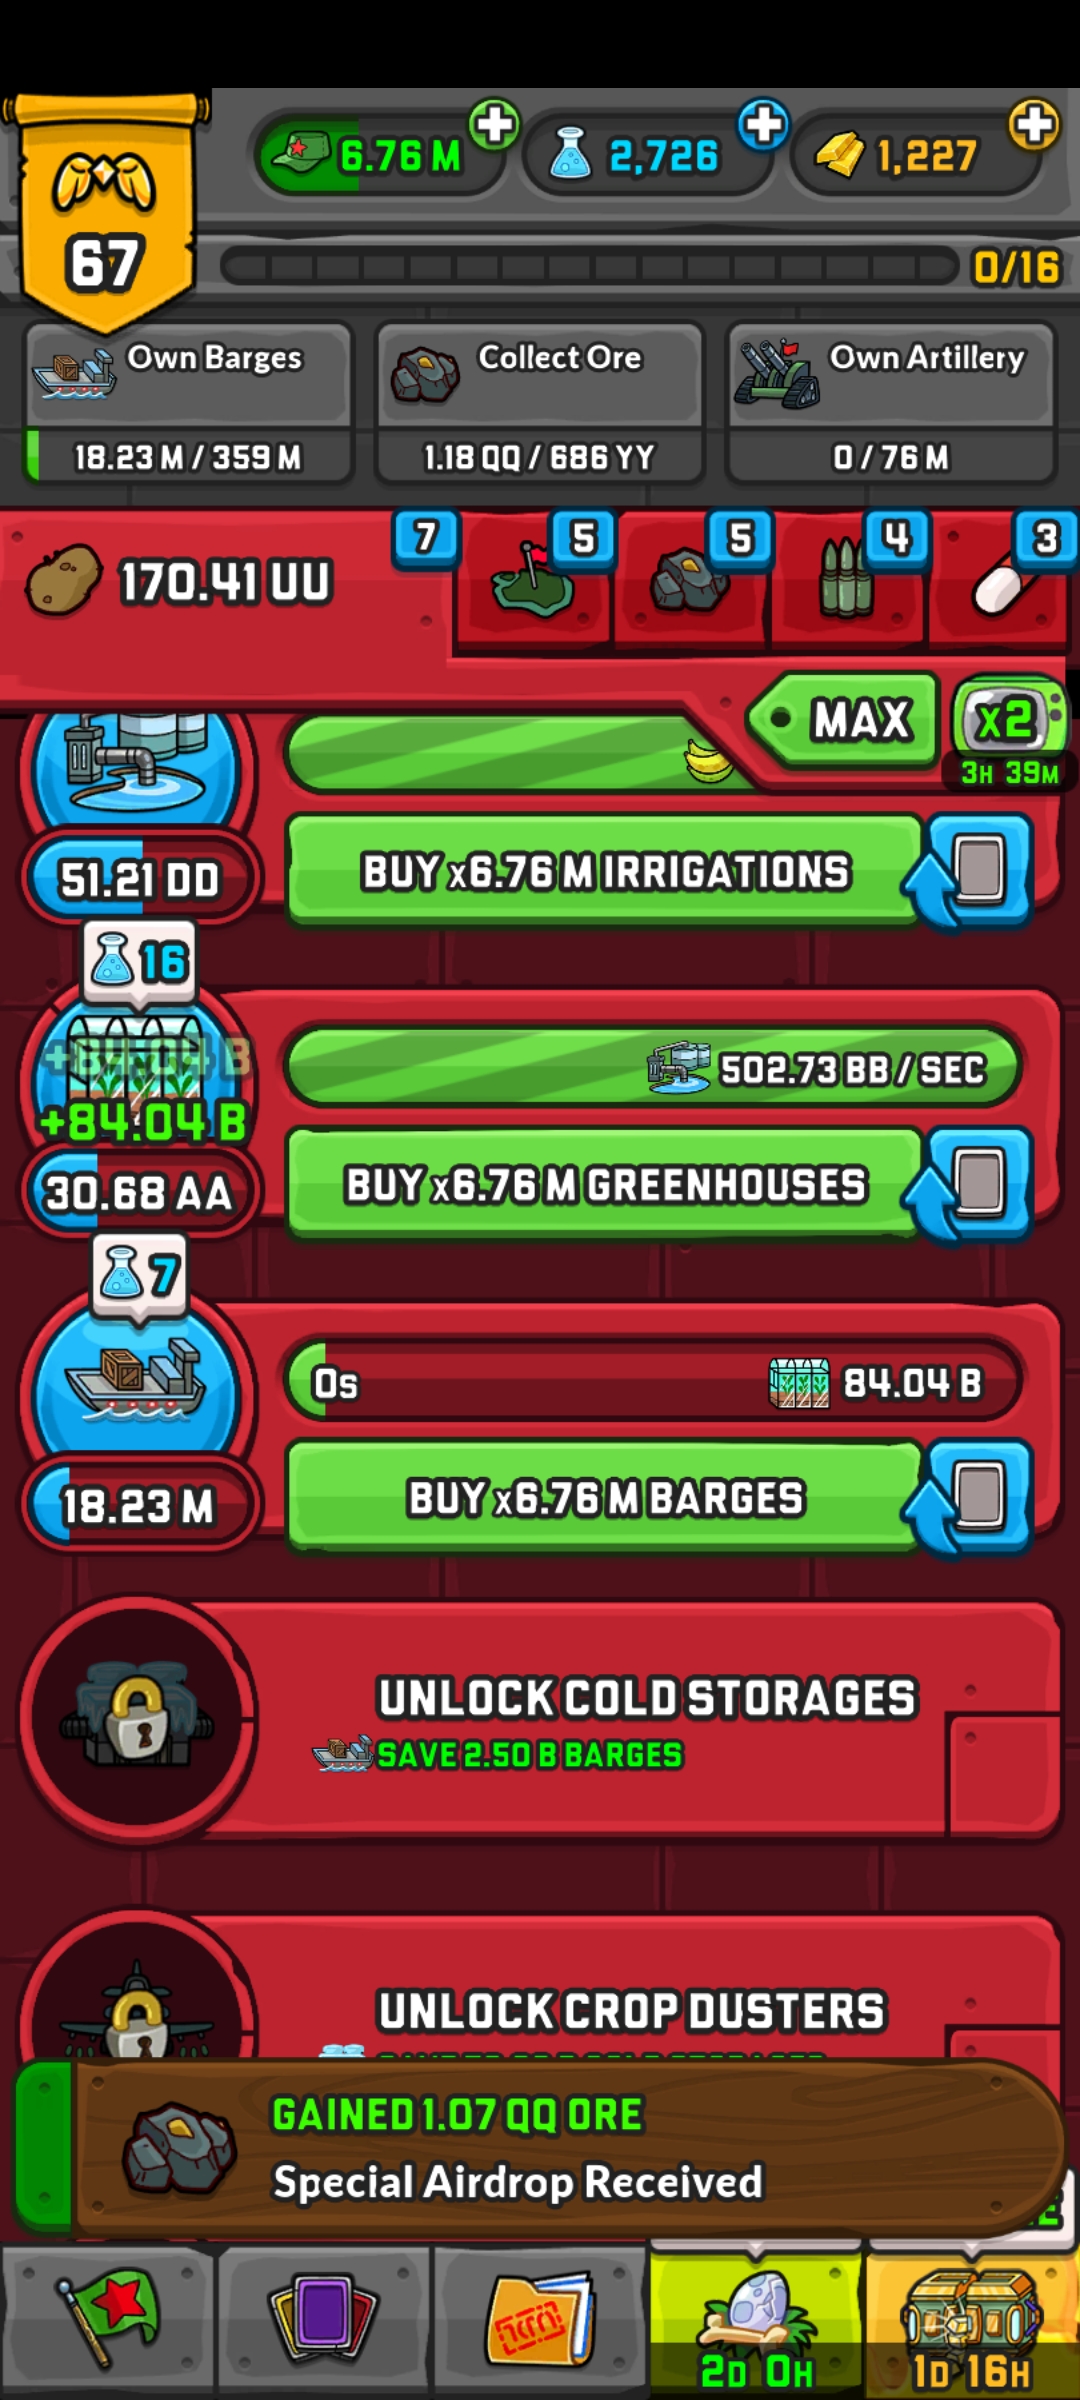 67
6.76 M
2,726
1,227
0/16
Own Barges
18.23 M / 359 M
Collect Ore
1.18 QQ / 686 YY
Own Artillery
0 / 76 M
170.41 UU
7
5
5
4
3
MAX
x2
3H 39M
51.21 DD
BUY x6.76 M IRRIGATIONS
16
+84.04 B
+84.04 B
30.68 AA
502.73 BB / SEC
BUY x6.76 M GREENHOUSES
7
18.23 M
0s
84.04 B
BUY x6.76 M BARGES
UNLOCK COLD STORAGES
SAVE 2.50 B BARGES
UNLOCK CROP DUSTERS
GAINED 1.07 QQ ORE
Special Airdrop Received
2D 0H
1D 16H